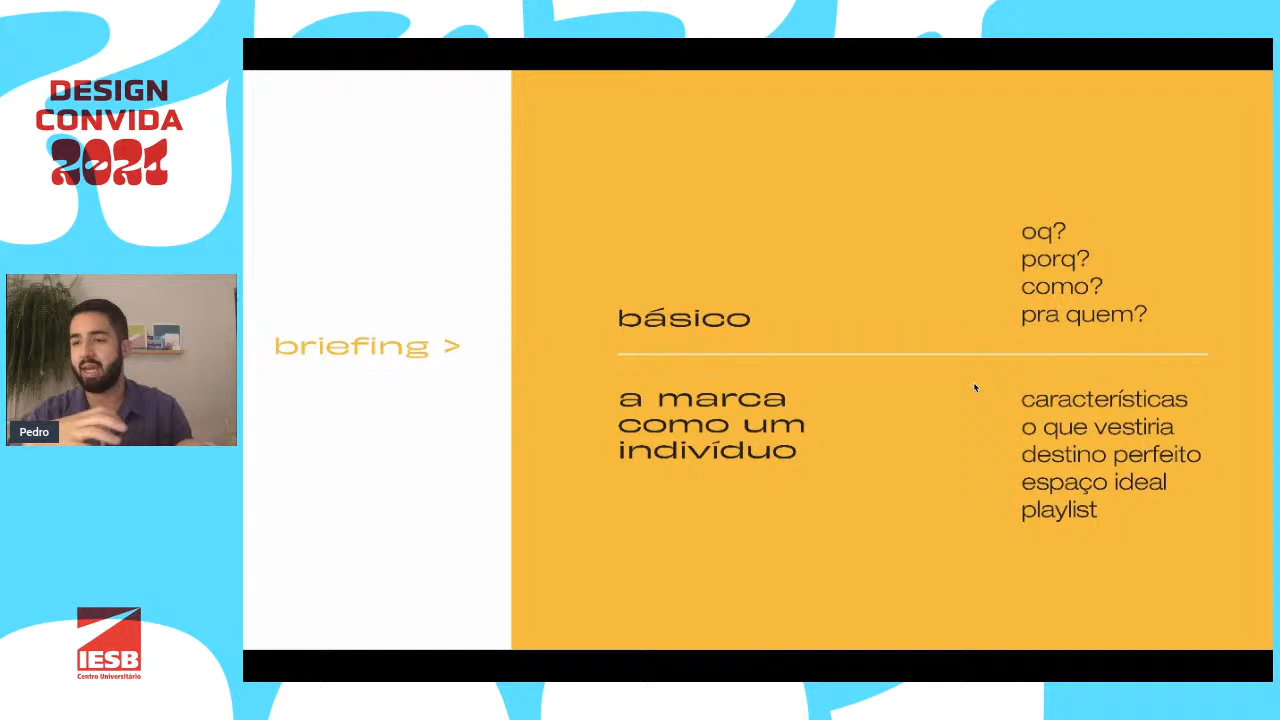 DESIGN
CONVIDA
2021
Pedro
IESB
Centro Universitário
briefing >
básico
oq?
porq?
como?
pra quem?
a marca
como um
indivíduo
características
o que vestiria
destino perfeito
espaço ideal
playlist